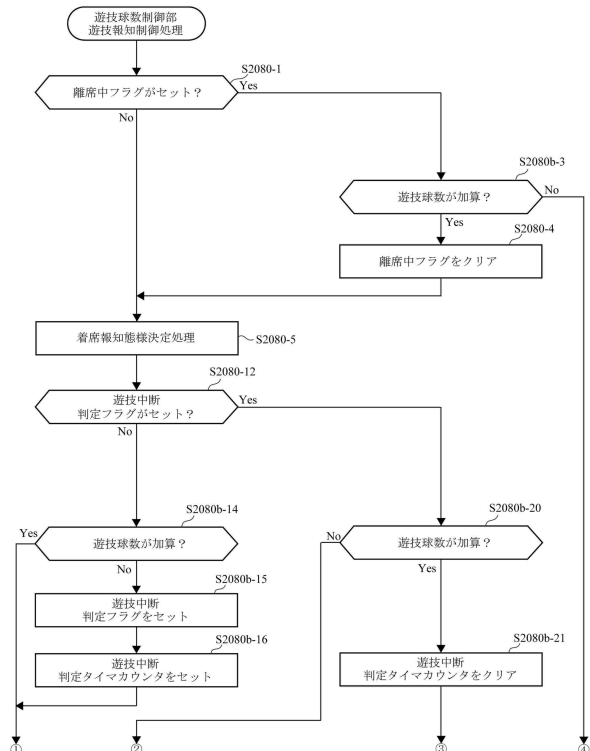 遊技球数制御部
遊技報知制御処理
S2080-1
離席中フラグがセット？
Yes
No
S2080b-3
遊技球数が加算？
No
Yes
S2080-4
離席中フラグをクリア
着席報知態様決定処理
S2080-5
S2080-12
遊技中断
判定フラグがセット？
Yes
No
S2080b-14
Yes
遊技球数が加算？
No
S2080b-20
No
遊技球数が加算？
Yes
S2080b-15
遊技中断
判定フラグをセット
S2080b-16
遊技中断
判定タイマカウンタをセット
S2080b-21
遊技中断
判定タイマカウンタをクリア
①
②
③
④